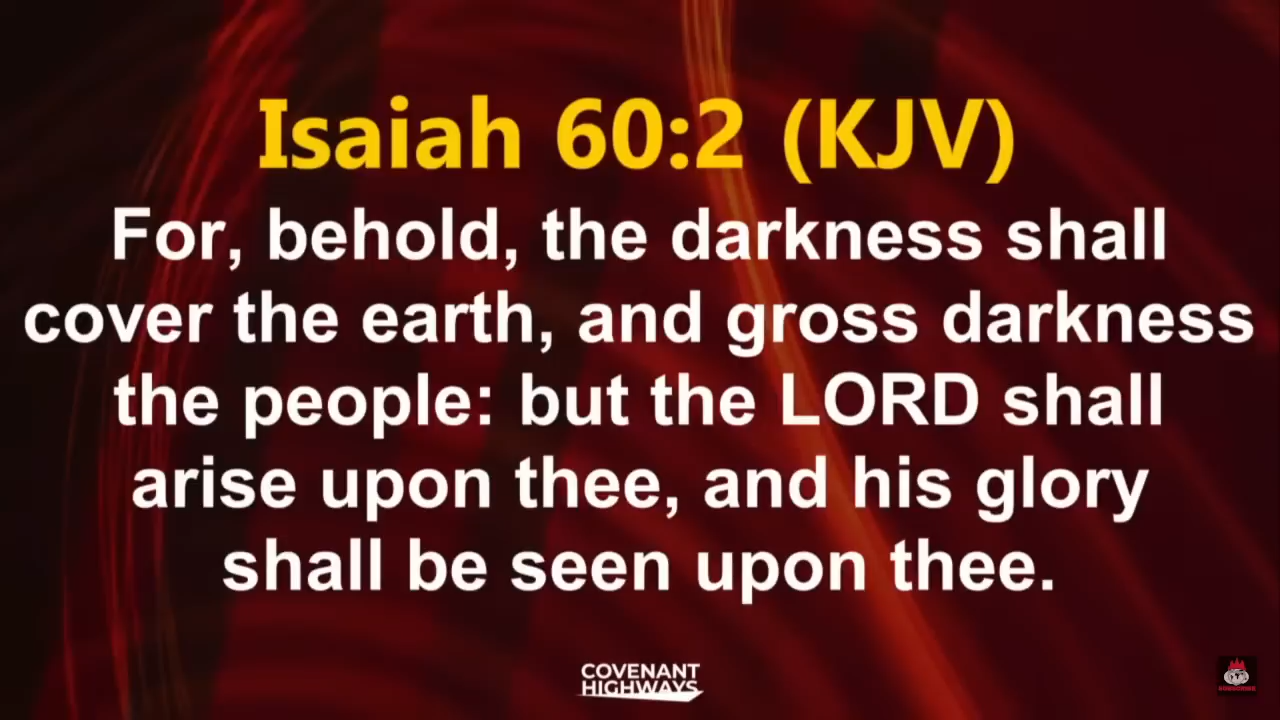 Isaiah 60:2 (KJV)
For, behold, the darkness shall
cover the earth, and gross darkness
the people: but the LORD shall
arise upon thee, and his glory
shall be seen upon thee.
COVENANT
HIGHWAYS